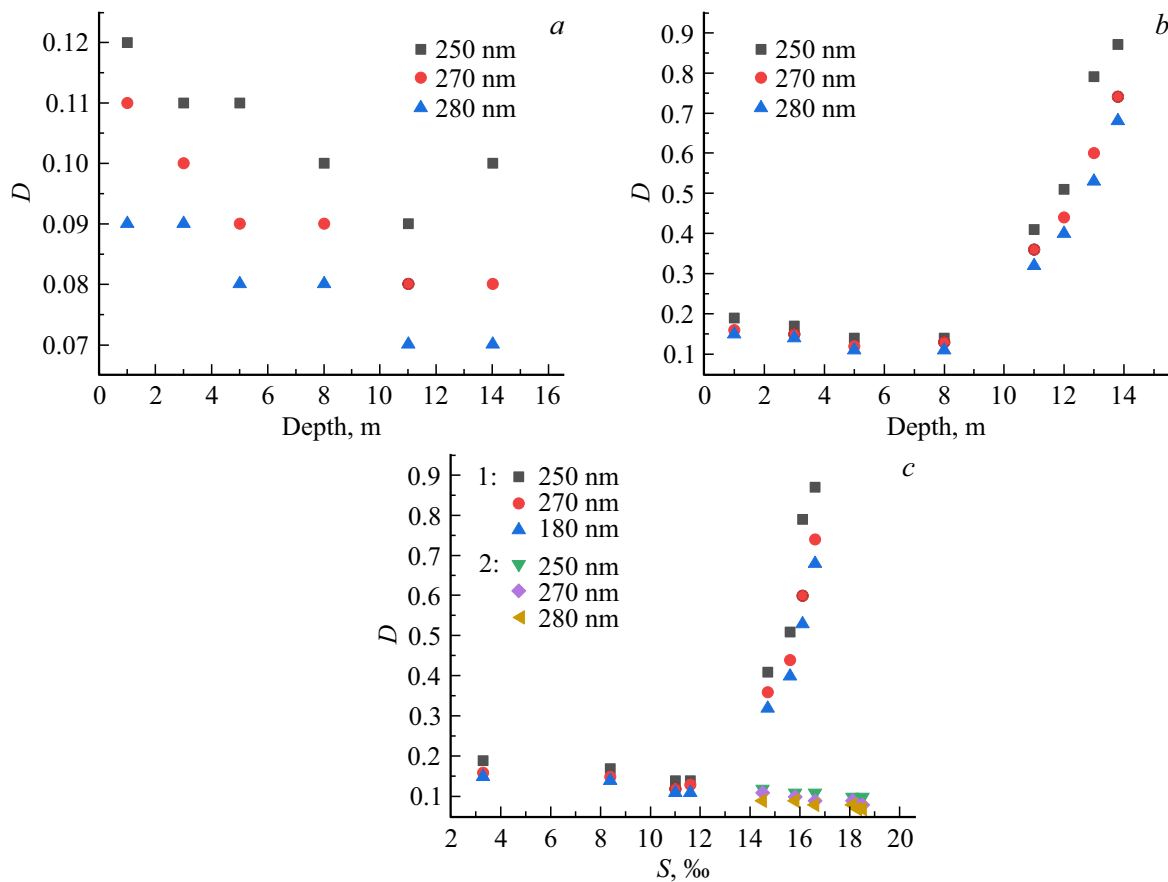 a
0.12
0.11
0.10
0.09
0.08
0.07
D
250 nm
270 nm
280 nm
0 2 4 6 8 10 12 14 16
Depth, m
b
0.9
0.8
0.7
0.6
0.5
0.4
0.3
0.2
0.1
D
250 nm
270 nm
280 nm
0 2 4 6 8 10 12 14
Depth, m
c
0.9
0.8
0.7
0.6
0.5
0.4
0.3
0.2
0.1
D
1: 250 nm
270 nm
180 nm
2: 250 nm
270 nm
280 nm
2 4 6 8 10 12 14 16 18 20
S, ‰